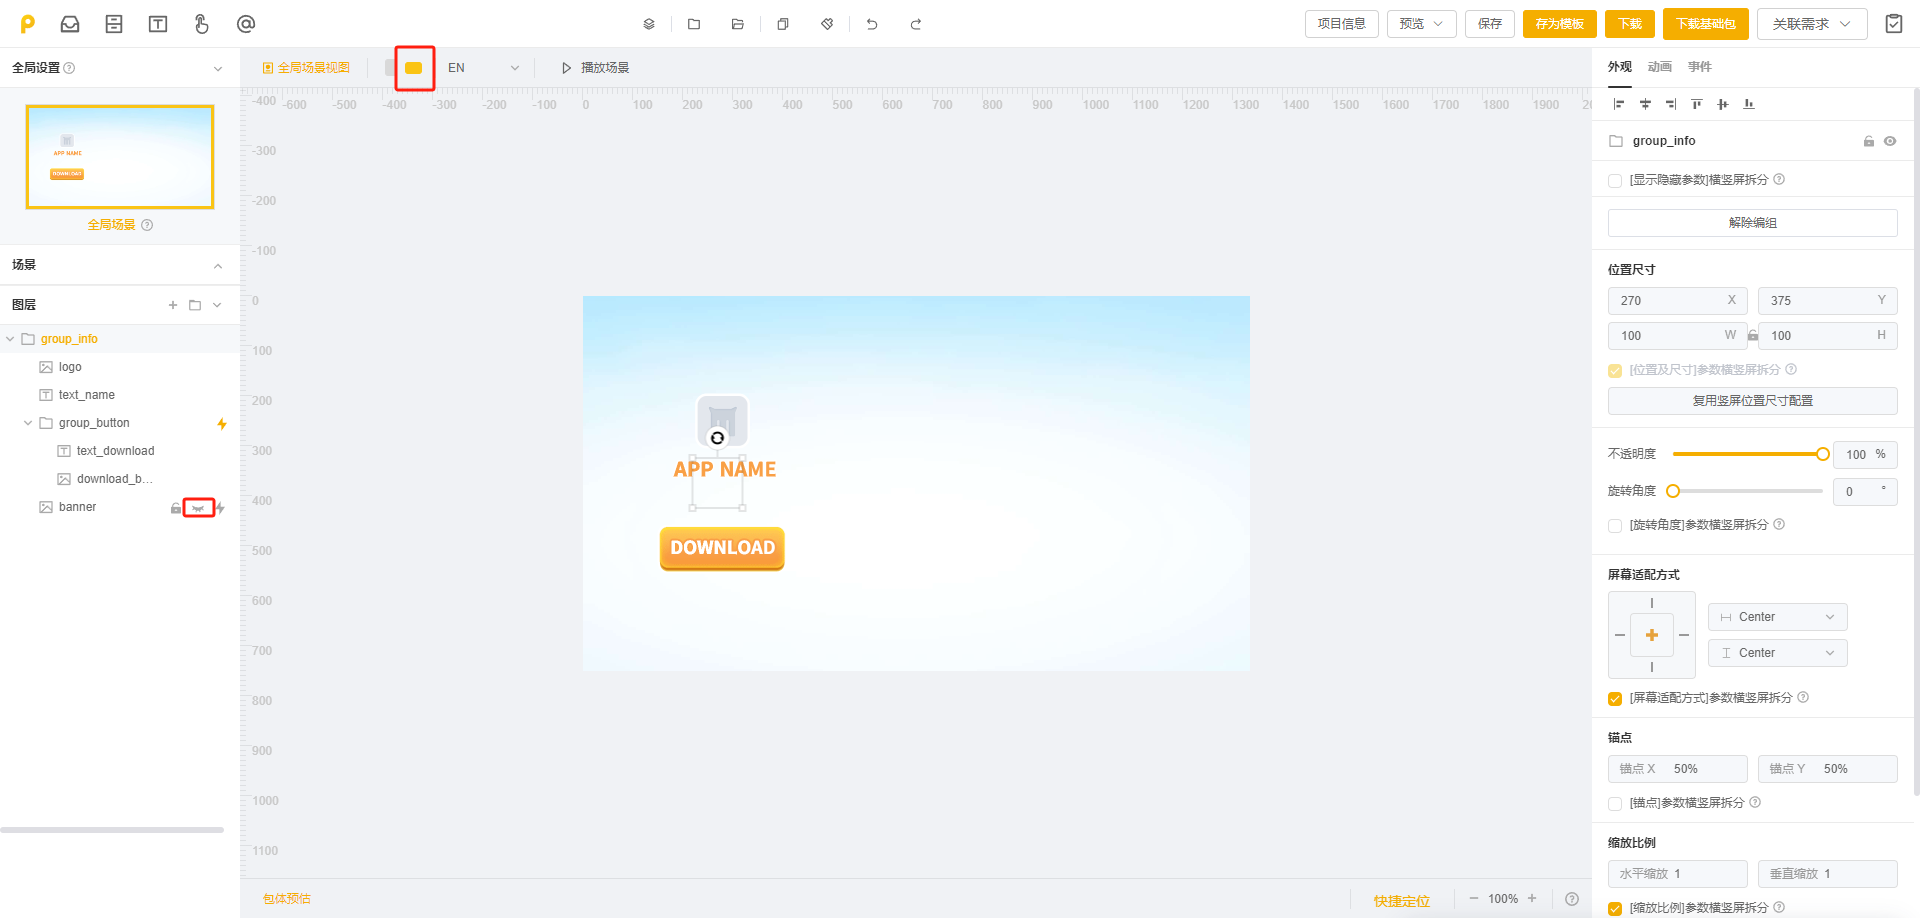 项目信息
预览
保存
存为模板
下载
下载基础包
关联需求
全局设置
全局场景视图
EN
播放场景
外观 动画 事件
-600 -500 -400 -300 -200 -100 0 100 200 300 400 500 600 700 800 900 1000 1100 1200 1300 1400 1500 1600 1700 1800 1900
-400
-300
-200
-100
0
100
200
300
400
500
600
700
800
900
1000
1100
APP NAME
DOWNLOAD
全局场景
场景
图层
group_info
logo
text_name
group_button
text_download
download_b...
banner
APP NAME
DOWNLOAD
包体预估
快捷定位
100%
group_info
[显示隐藏参数]横竖屏拆分
解除编组
位置尺寸
270 X 375 Y
100 W 100 H
[位置及尺寸]参数横竖屏拆分
复用竖屏位置尺寸配置
不透明度 100 %
旋转角度 0 °
[旋转角度]参数横竖屏拆分
屏幕适配方式
Center
Center
[屏幕适配方式]参数横竖屏拆分
锚点
锚点 X 50% 锚点 Y 50%
[锚点]参数横竖屏拆分
缩放比例
水平缩放 1 垂直缩放 1
[缩放比例]参数横竖屏拆分